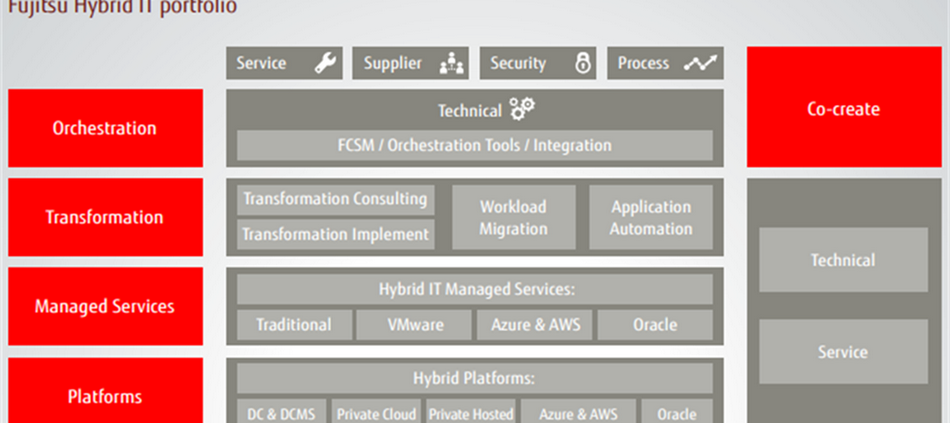 Fujitsu Hybrid IT portfolio
Service
Supplier
Security
Process
Co-create
Orchestration
Technical
FCSM / Orchestration Tools / Integration
Transformation
Transformation Consulting
Transformation Implement
Workload
Migration
Application
Automation
Technical
Service
Managed Services
Hybrid IT Managed Services:
Traditional
VMware
Azure & AWS
Oracle
Platforms
Hybrid Platforms:
DC & DCMS
Private Cloud
Private Hosted
Azure & AWS
Oracle